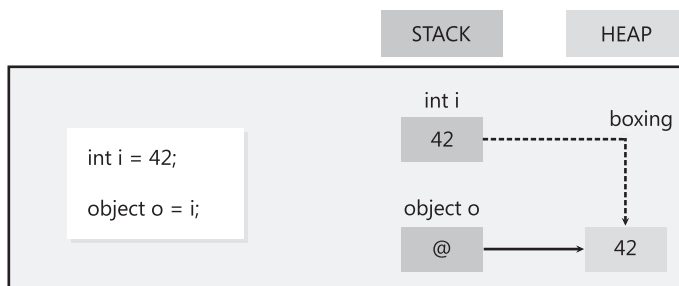 STACK HEAP
int i
boxing
42
int i = 42;
object o = i;
object o
@ 42